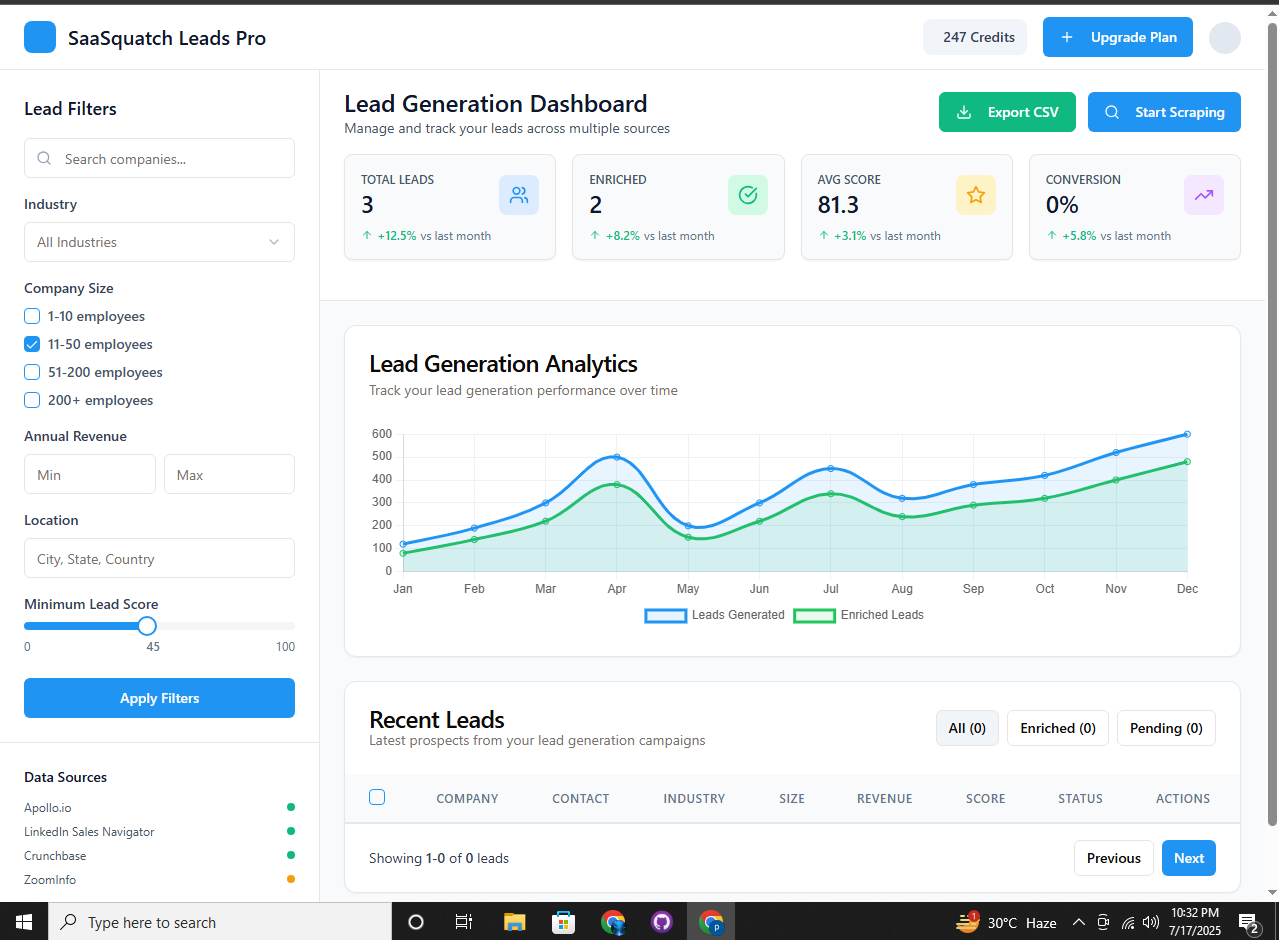 SaaSquatch Leads Pro
247 Credits
Upgrade Plan
Lead Filters
Search companies...
Industry
All Industries
Company Size
1-10 employees
11-50 employees
51-200 employees
200+ employees
Annual Revenue
Min
Max
Location
City, State, Country
Minimum Lead Score
0
45
100
Apply Filters
Data Sources
Apollo.io
LinkedIn Sales Navigator
Crunchbase
ZoomInfo
Lead Generation Dashboard
Manage and track your leads across multiple sources
Export CSV
Start Scraping
TOTAL LEADS
3
+12.5% vs last month
ENRICHED
2
+8.2% vs last month
AVG SCORE
81.3
+3.1% vs last month
CONVERSION
0%
+5.8% vs last month
Lead Generation Analytics
Track your lead generation performance over time
600
500
400
300
200
100
0
Jan Feb Mar Apr May Jun Jul Aug Sep Oct Nov Dec
Leads Generated
Enriched Leads
Recent Leads
Latest prospects from your lead generation campaigns
All (0)
Enriched (0)
Pending (0)
COMPANY CONTACT INDUSTRY SIZE REVENUE SCORE STATUS ACTIONS
Showing 1-0 of 0 leads
Previous
Next
Type here to search
p
1
30°C Haze
10:32 PM
7/17/2025
2